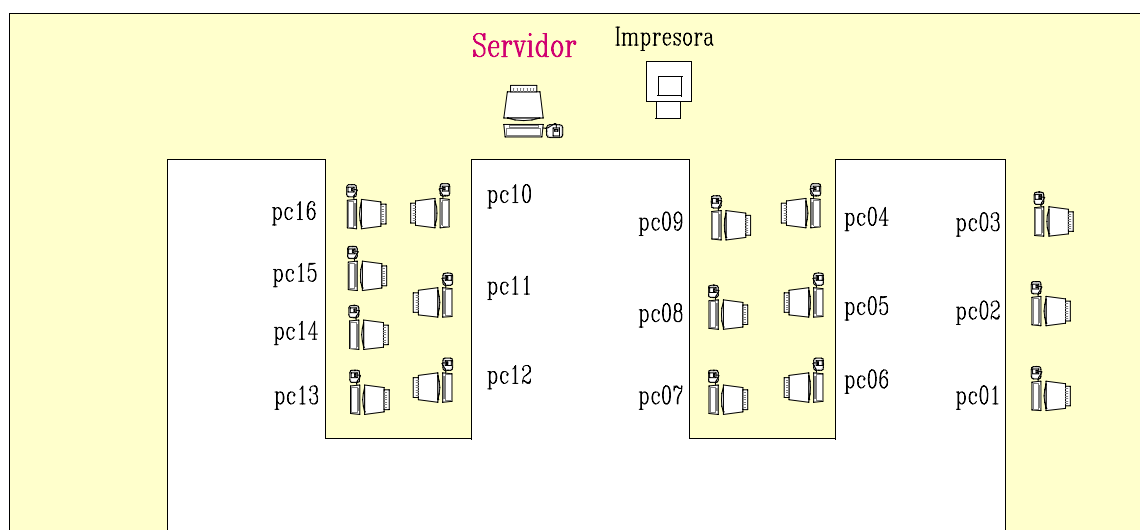 Servidor
Impresora
pc16
pc10
pc09
pc04
pc03
pc15
pc11
pc08
pc05
pc02
pc14
pc12
pc13
pc07
pc06
pc01